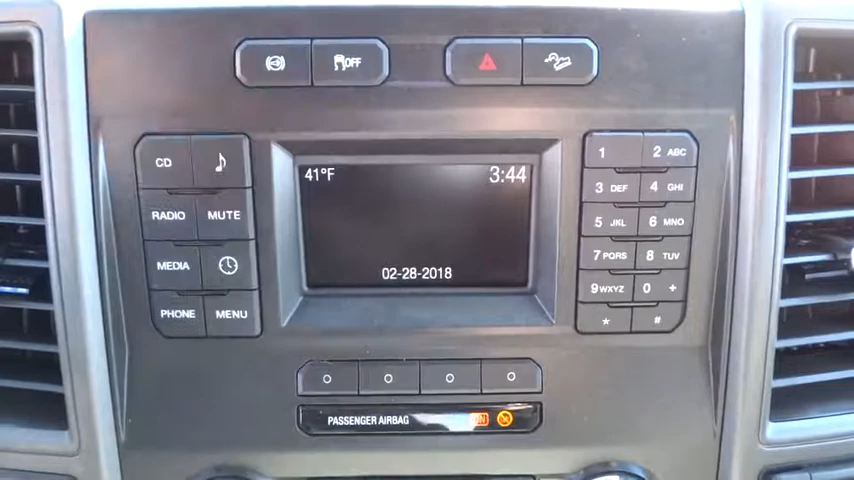 OFF
CD
RADIO MUTE
MEDIA
PHONE MENU
41°F 3:44
02-28-2018
1 2 ABC
3 DEF 4 GHI
5 JKL 6 MNO
7 PQRS 8 TUV
9 WXYZ 0 +
* #
PASSENGER AIRBAG